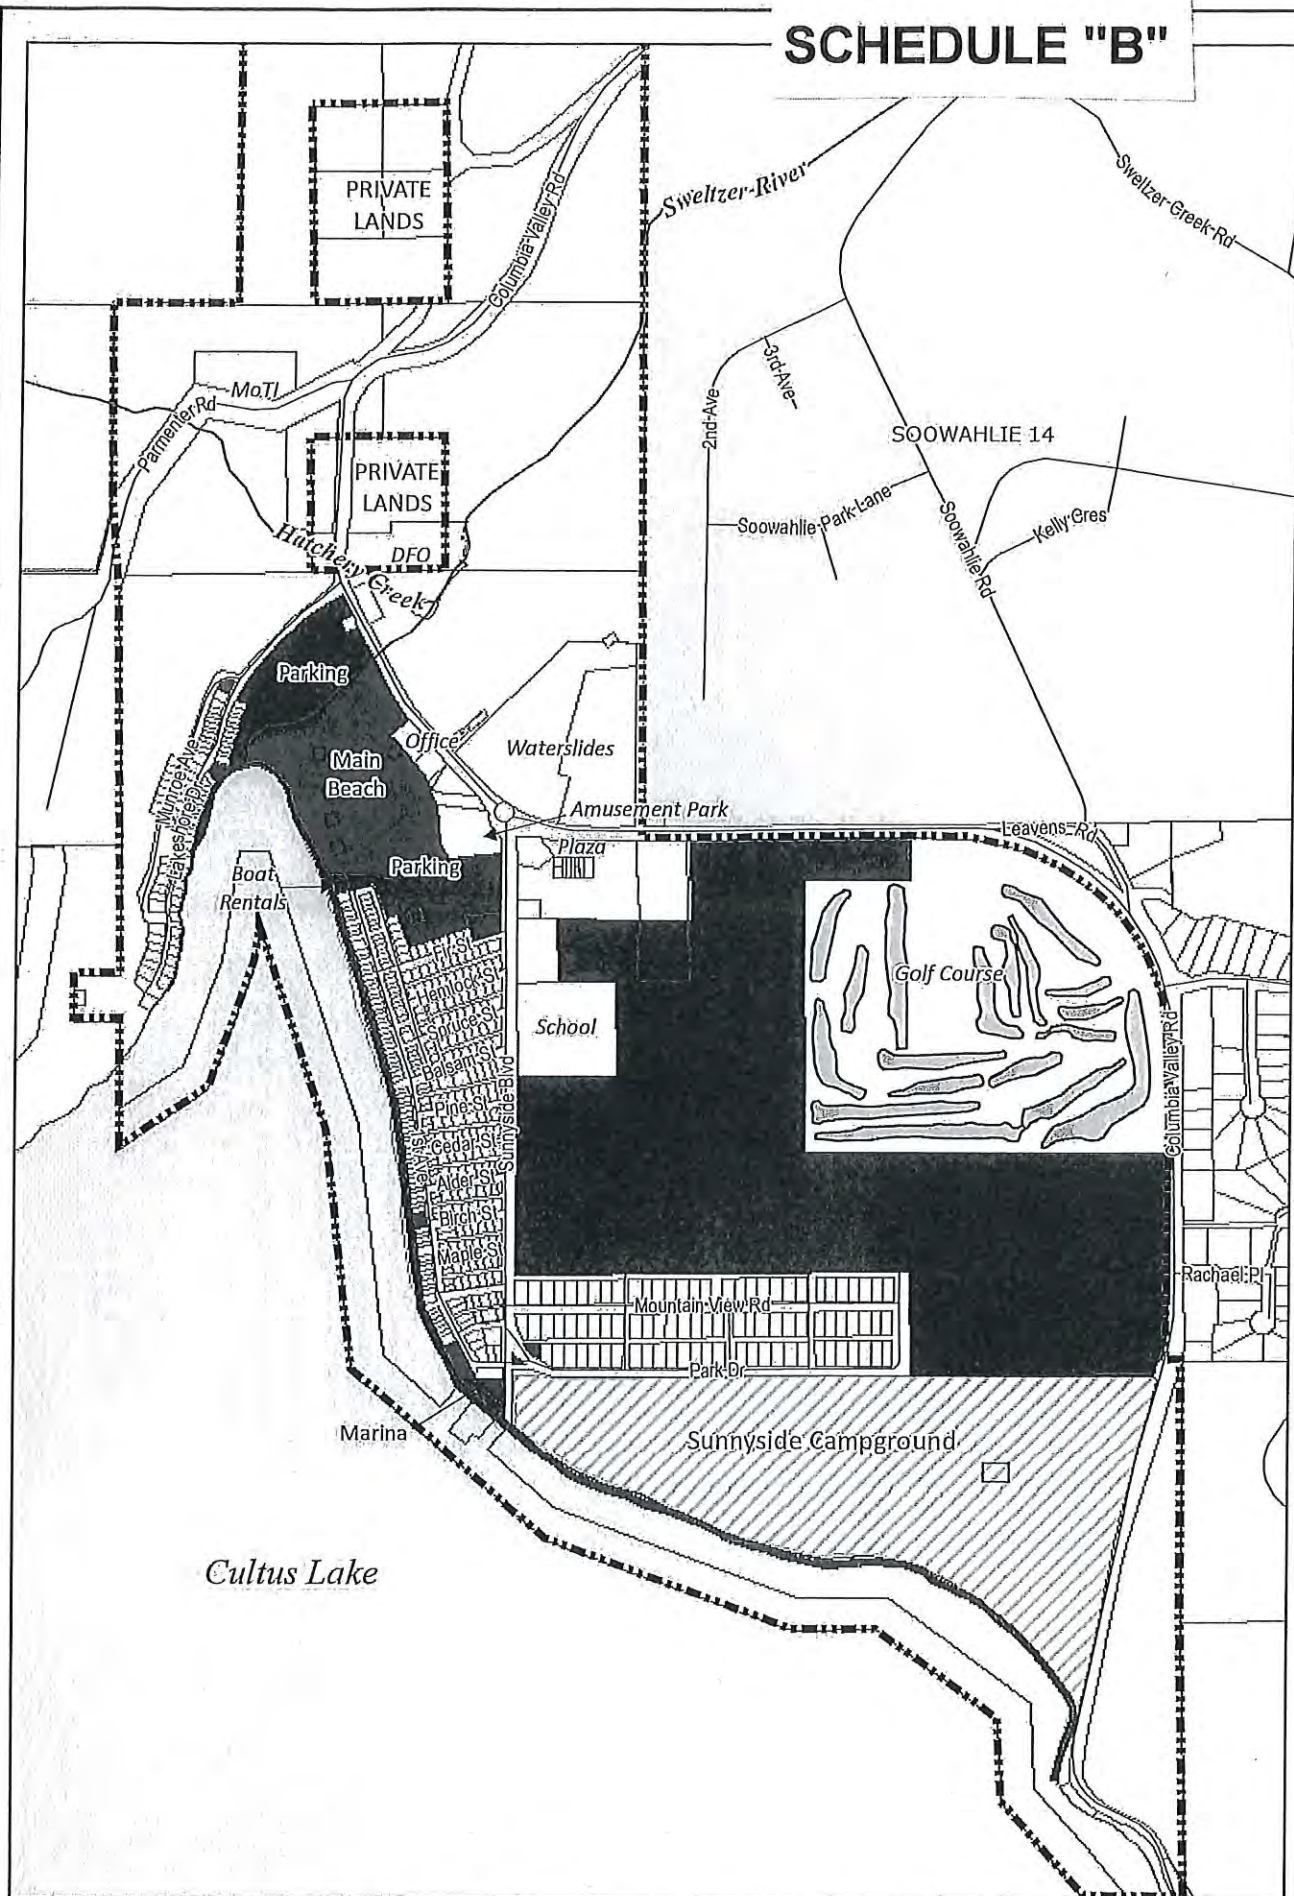 SCHEDULE "B"
PRIVATE
LANDS
Columbia Valley Rd
Sweltzer River
Sweltzer Creek Rd
MoTI
Parmenter Rd
3rd Ave
2nd Ave
SOOWAHLIE 14
PRIVATE
LANDS
Soowahlie Park Lane
Soowahlie Rd
Kelly Cres
Hatchery Creek
DFO
Parking
Office
Waterslides
Main
Beach
Munroe Ave
Lakeshore Dr
Amusement Park
Leavens Rd
Plaza
Parking
Boat
Rentals
Fir St
Hemlock St
Spruce St
Balsam St
Pine St
Cedar St
Alder St
Birch St
Maple St
Sunnyside Blvd
School
Golf Course
Columbia Valley Rd
Rachael Pl
Mountain View Rd
Park Dr
Marina
Sunnyside Campground
Cultus Lake